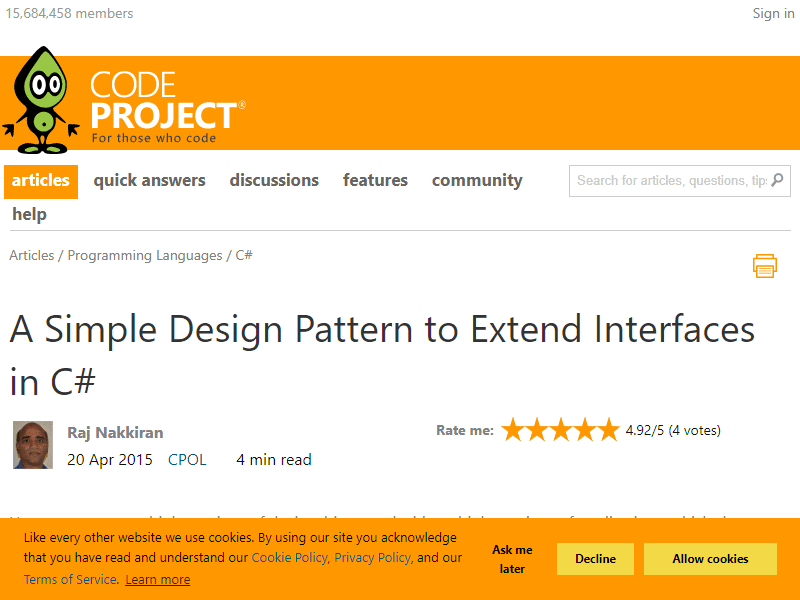 15,684,458 members
Sign in
CODE
PROJECT®
For those who code
articles quick answers discussions features community
Search for articles, questions, tips
help
Articles / Programming Languages / C#
A Simple Design Pattern to Extend Interfaces
in C#
Raj Nakkiran
Rate me: 4.92/5 (4 votes)
20 Apr 2015 CPOL 4 min read
Like every other website we use cookies. By using our site you acknowledge
that you have read and understand our Cookie Policy, Privacy Policy, and our
Terms of Service. Learn more
Ask me
later
Decline
Allow cookies